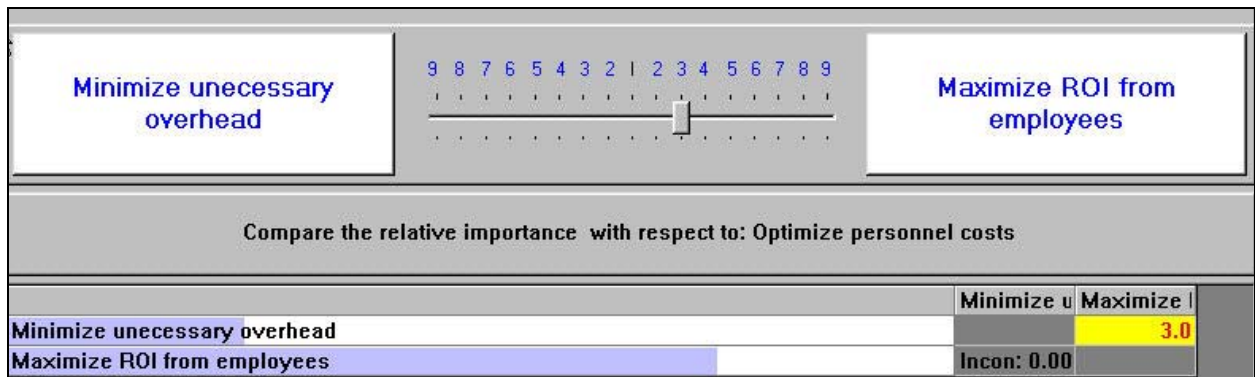 Minimize unecessary
overhead
9 8 7 6 5 4 3 2 1 2 3 4 5 6 7 8 9
Maximize ROI from
employees
Compare the relative importance with respect to: Optimize personnel costs
Minimize u Maximize I
Minimize unecessary overhead 3.0
Maximize ROI from employees Incon: 0.00